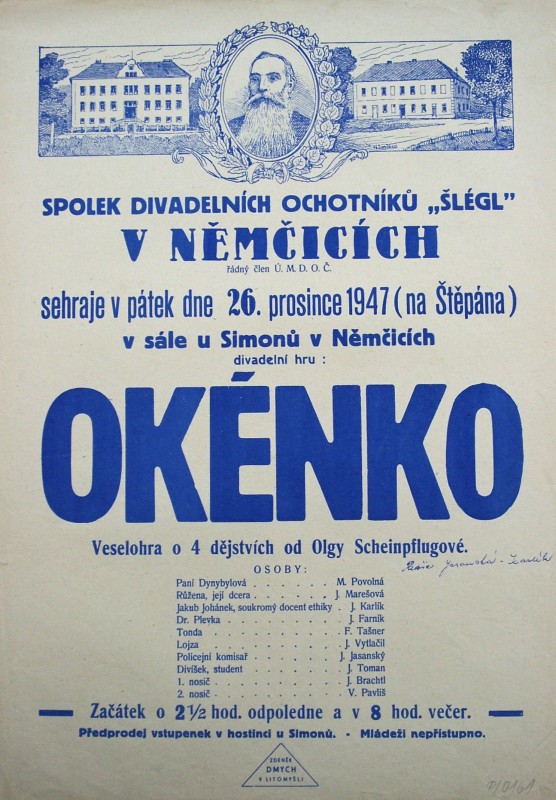 SPOLEK DIVADELNÍCH OCHOTNÍKŮ „ŠLÉGL”
V NĚMČICÍCH
řádný člen Ú. M. D. O. Č.
sehraje v pátek dne 26. prosince 1947 (na Štěpána)
v sále u Simonů v Němčicích
divadelní hru :
OKÉNKO
Veselohra o 4 dějstvích od Olgy Scheinpflugové.
OSOBY:
Paní Dynybylová . . . . . . M. Povolná
Růžena, její dcera . . . . . . J. Marešová
Jakub Johánek, soukromý docent ethiky . J. Karlík
Dr. Plevka . . . . . . . . J. Farník
Tonda . . . . . . . . . F. Tašner
Lojza . . . . . . . . . J. Vytlačil
Policejní komisař . . . . . . J. Jasanský
Divíšek, student . . . . . . J. Toman
1. nosič . . . . . . . . . J. Brachtl
2. nosič . . . . . . . . . V. Pavliš
Začátek o 2½ hod. odpoledne a v 8 hod. večer.
Předprodej vstupenek v hostinci u Simonů. - Mládeži nepřístupno.
ZDENĚK
DMYCH
V LITOMYŠLI